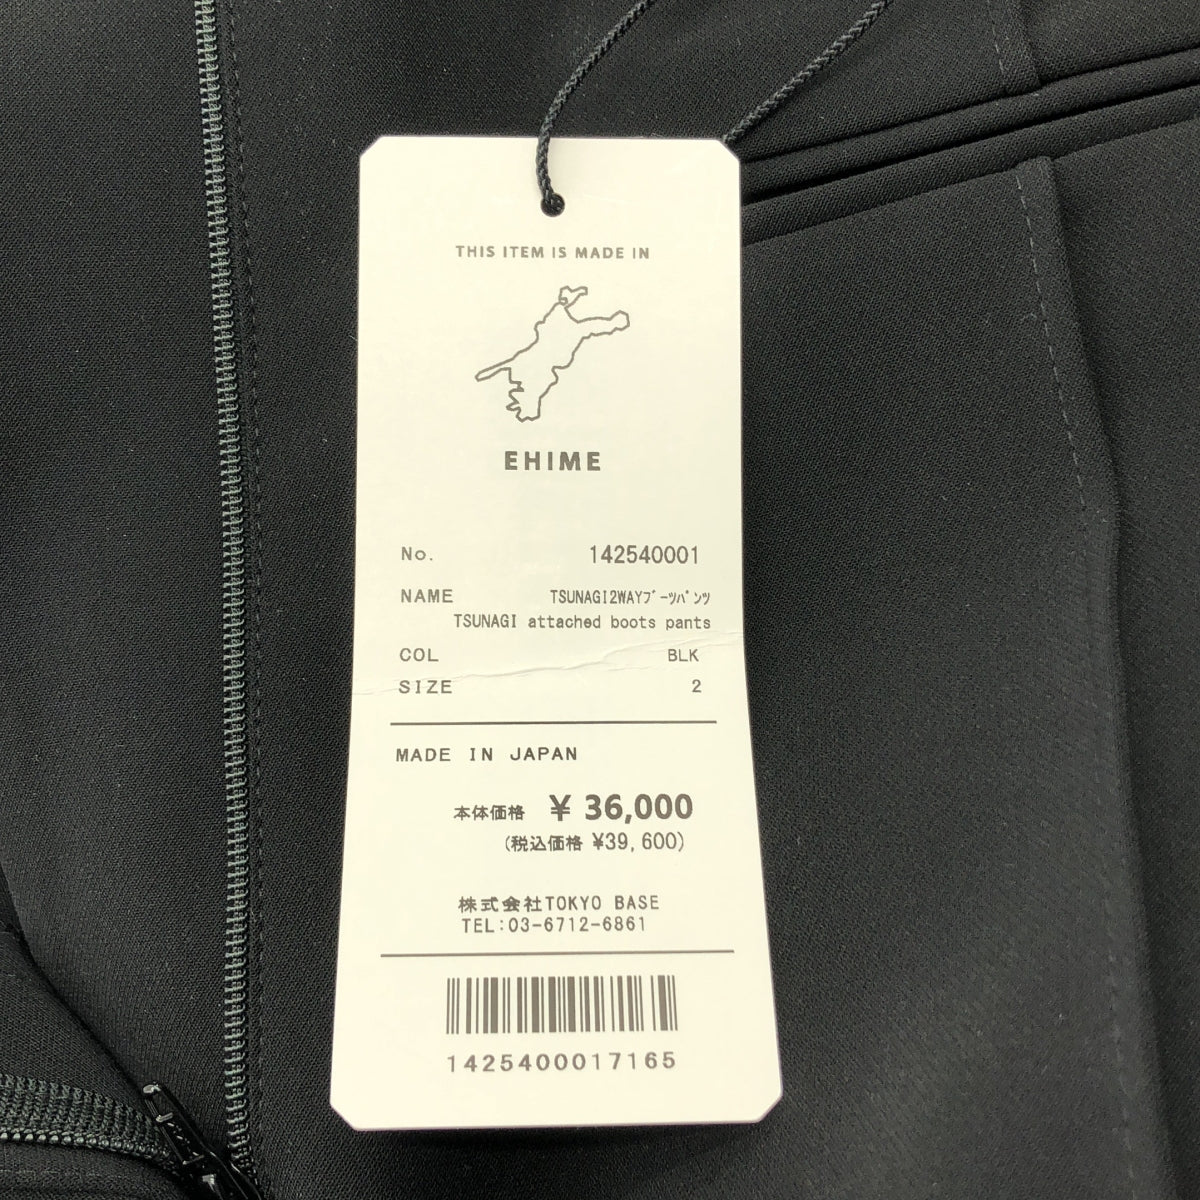 THIS ITEM IS MADE IN
EHIME
No. 142540001
NAME TSUNAGI2WAYﾌﾞｰﾂﾊﾟﾝﾂ
TSUNAGI attached boots pants
COL BLK
SIZE 2
MADE IN JAPAN
本体価格 ¥ 36,000
(税込価格 ¥39,600)
株式会社TOKYO BASE
TEL:03-6712-6861
1425400017165